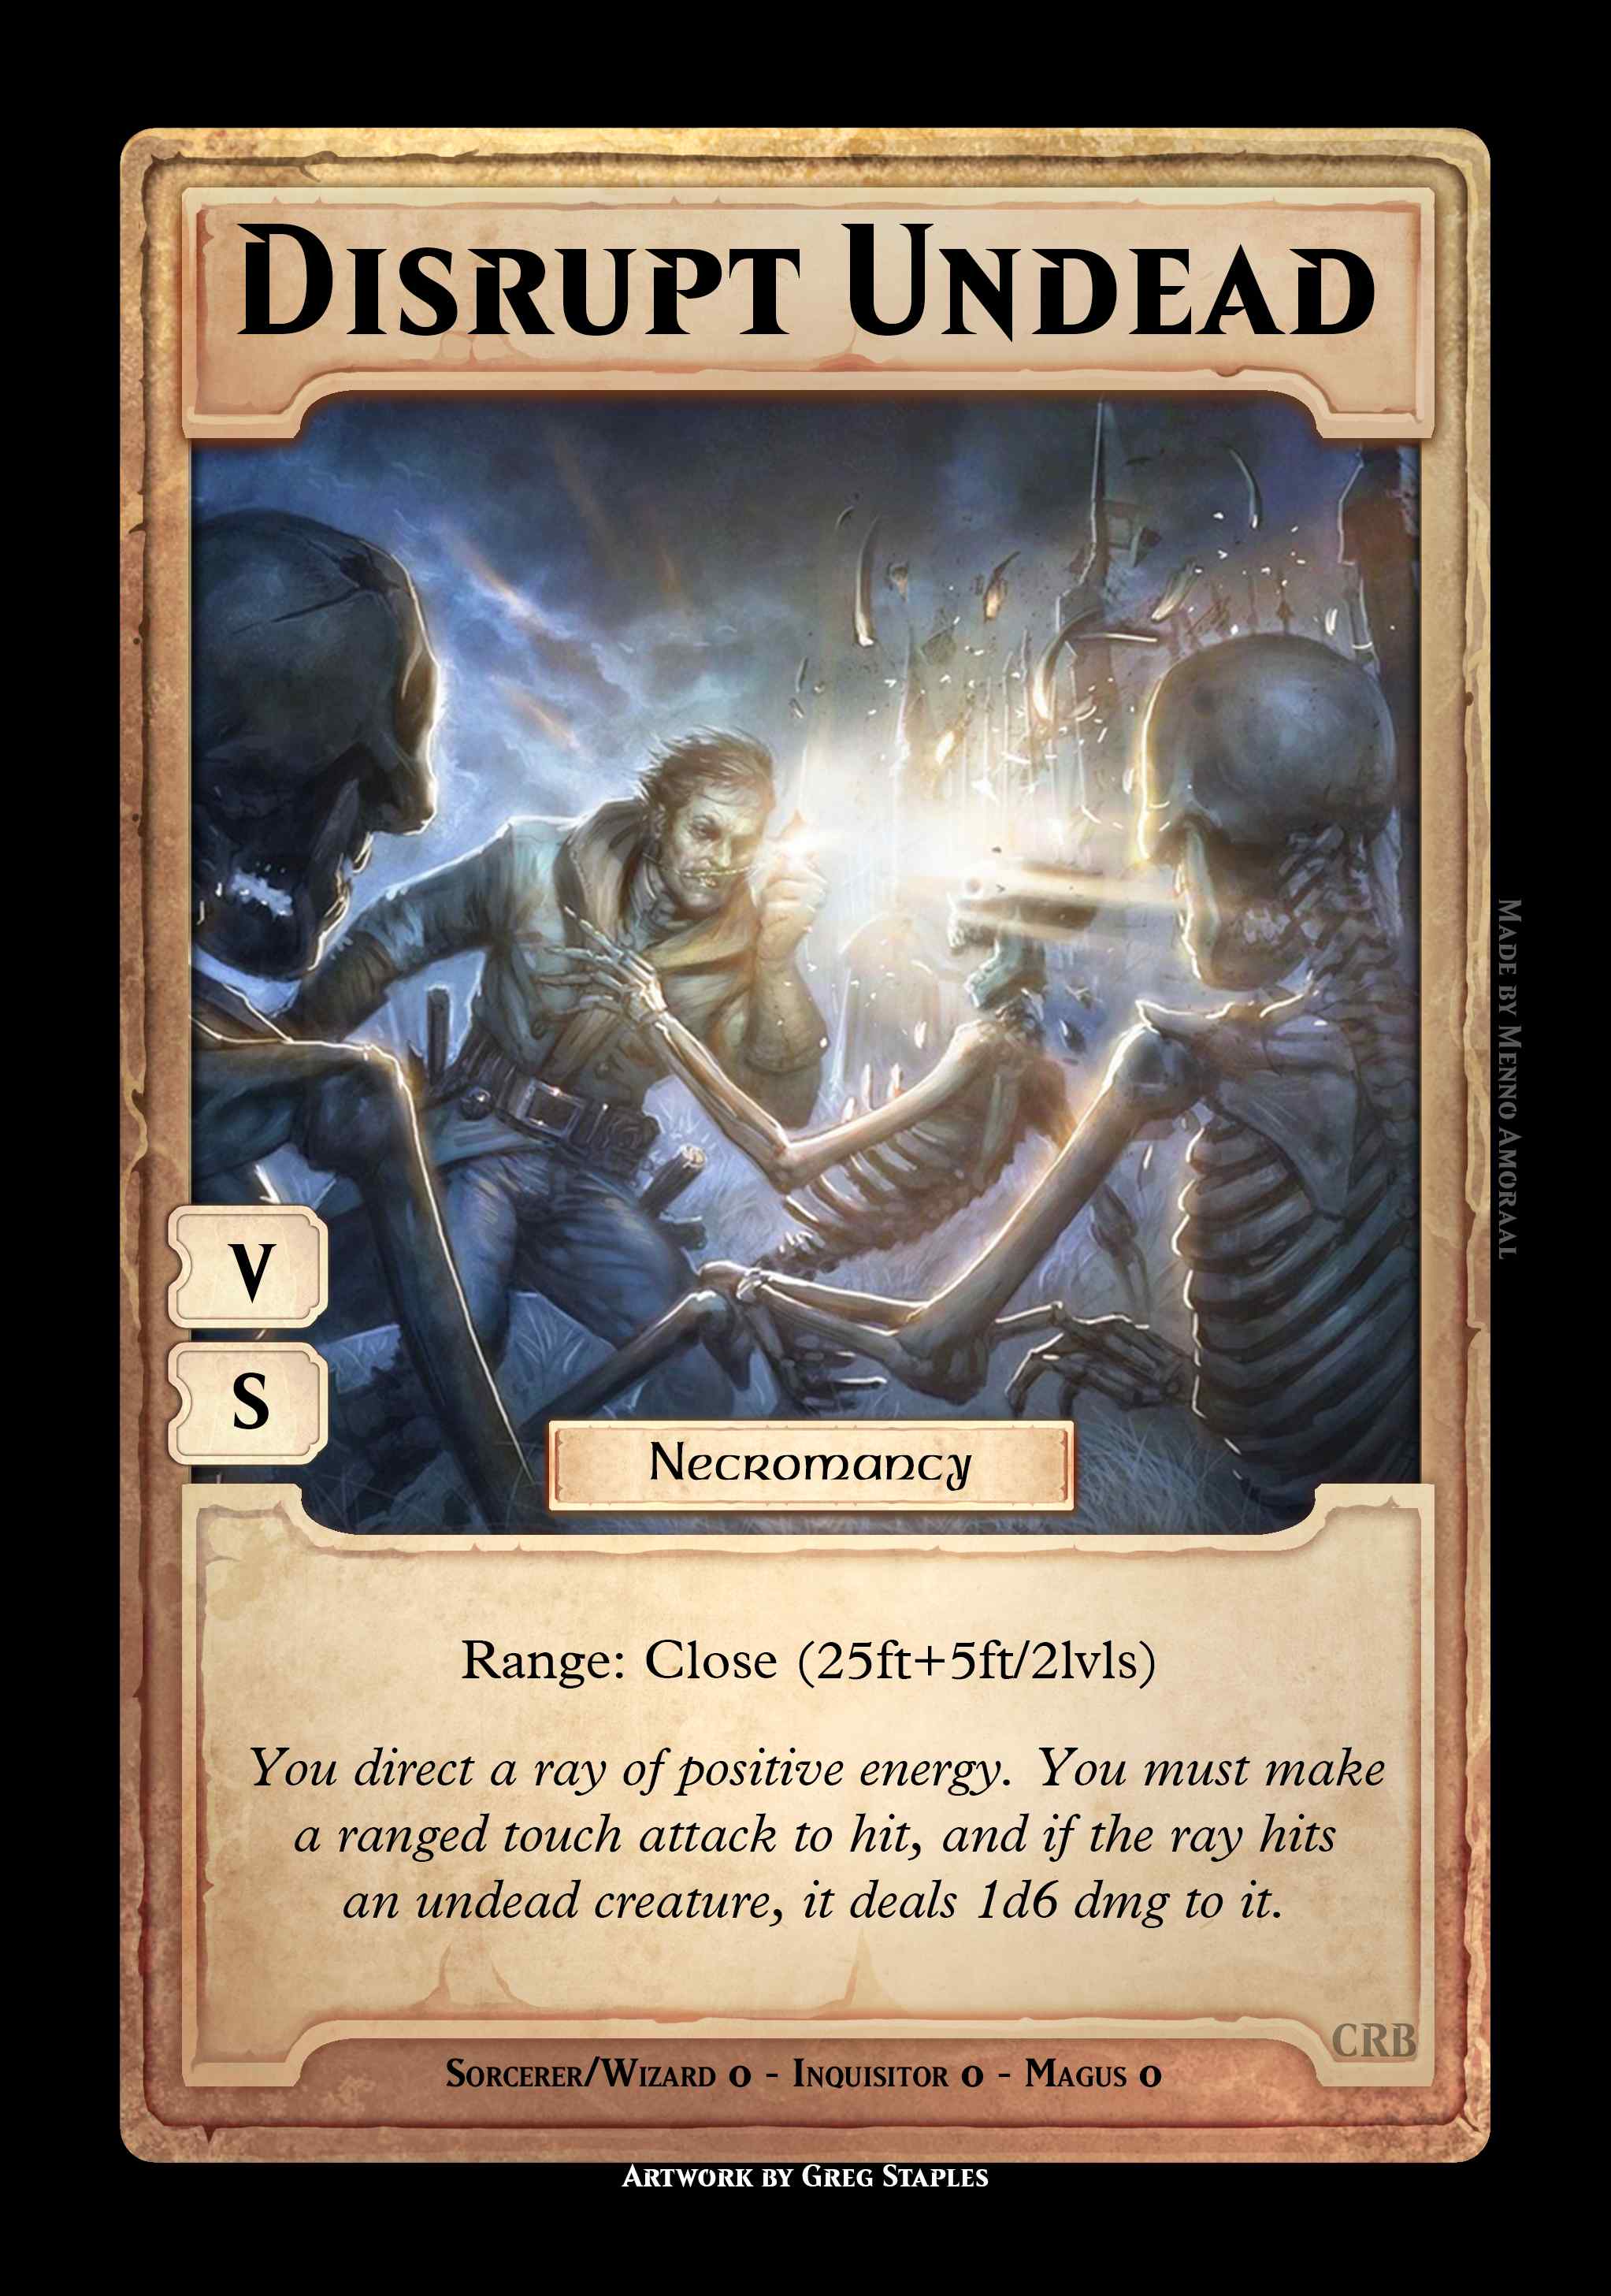 Disrupt Undead
V
S
Necromancy
Range: Close (25ft+5ft/2lvls)
You direct a ray of positive energy. You must make
a ranged touch attack to hit, and if the ray hits
an undead creature, it deals 1d6 dmg to it.
CRB
Sorcerer/Wizard 0 - Inquisitor 0 - Magus 0
Artwork by Greg Staples
Made by Menno Amoraal